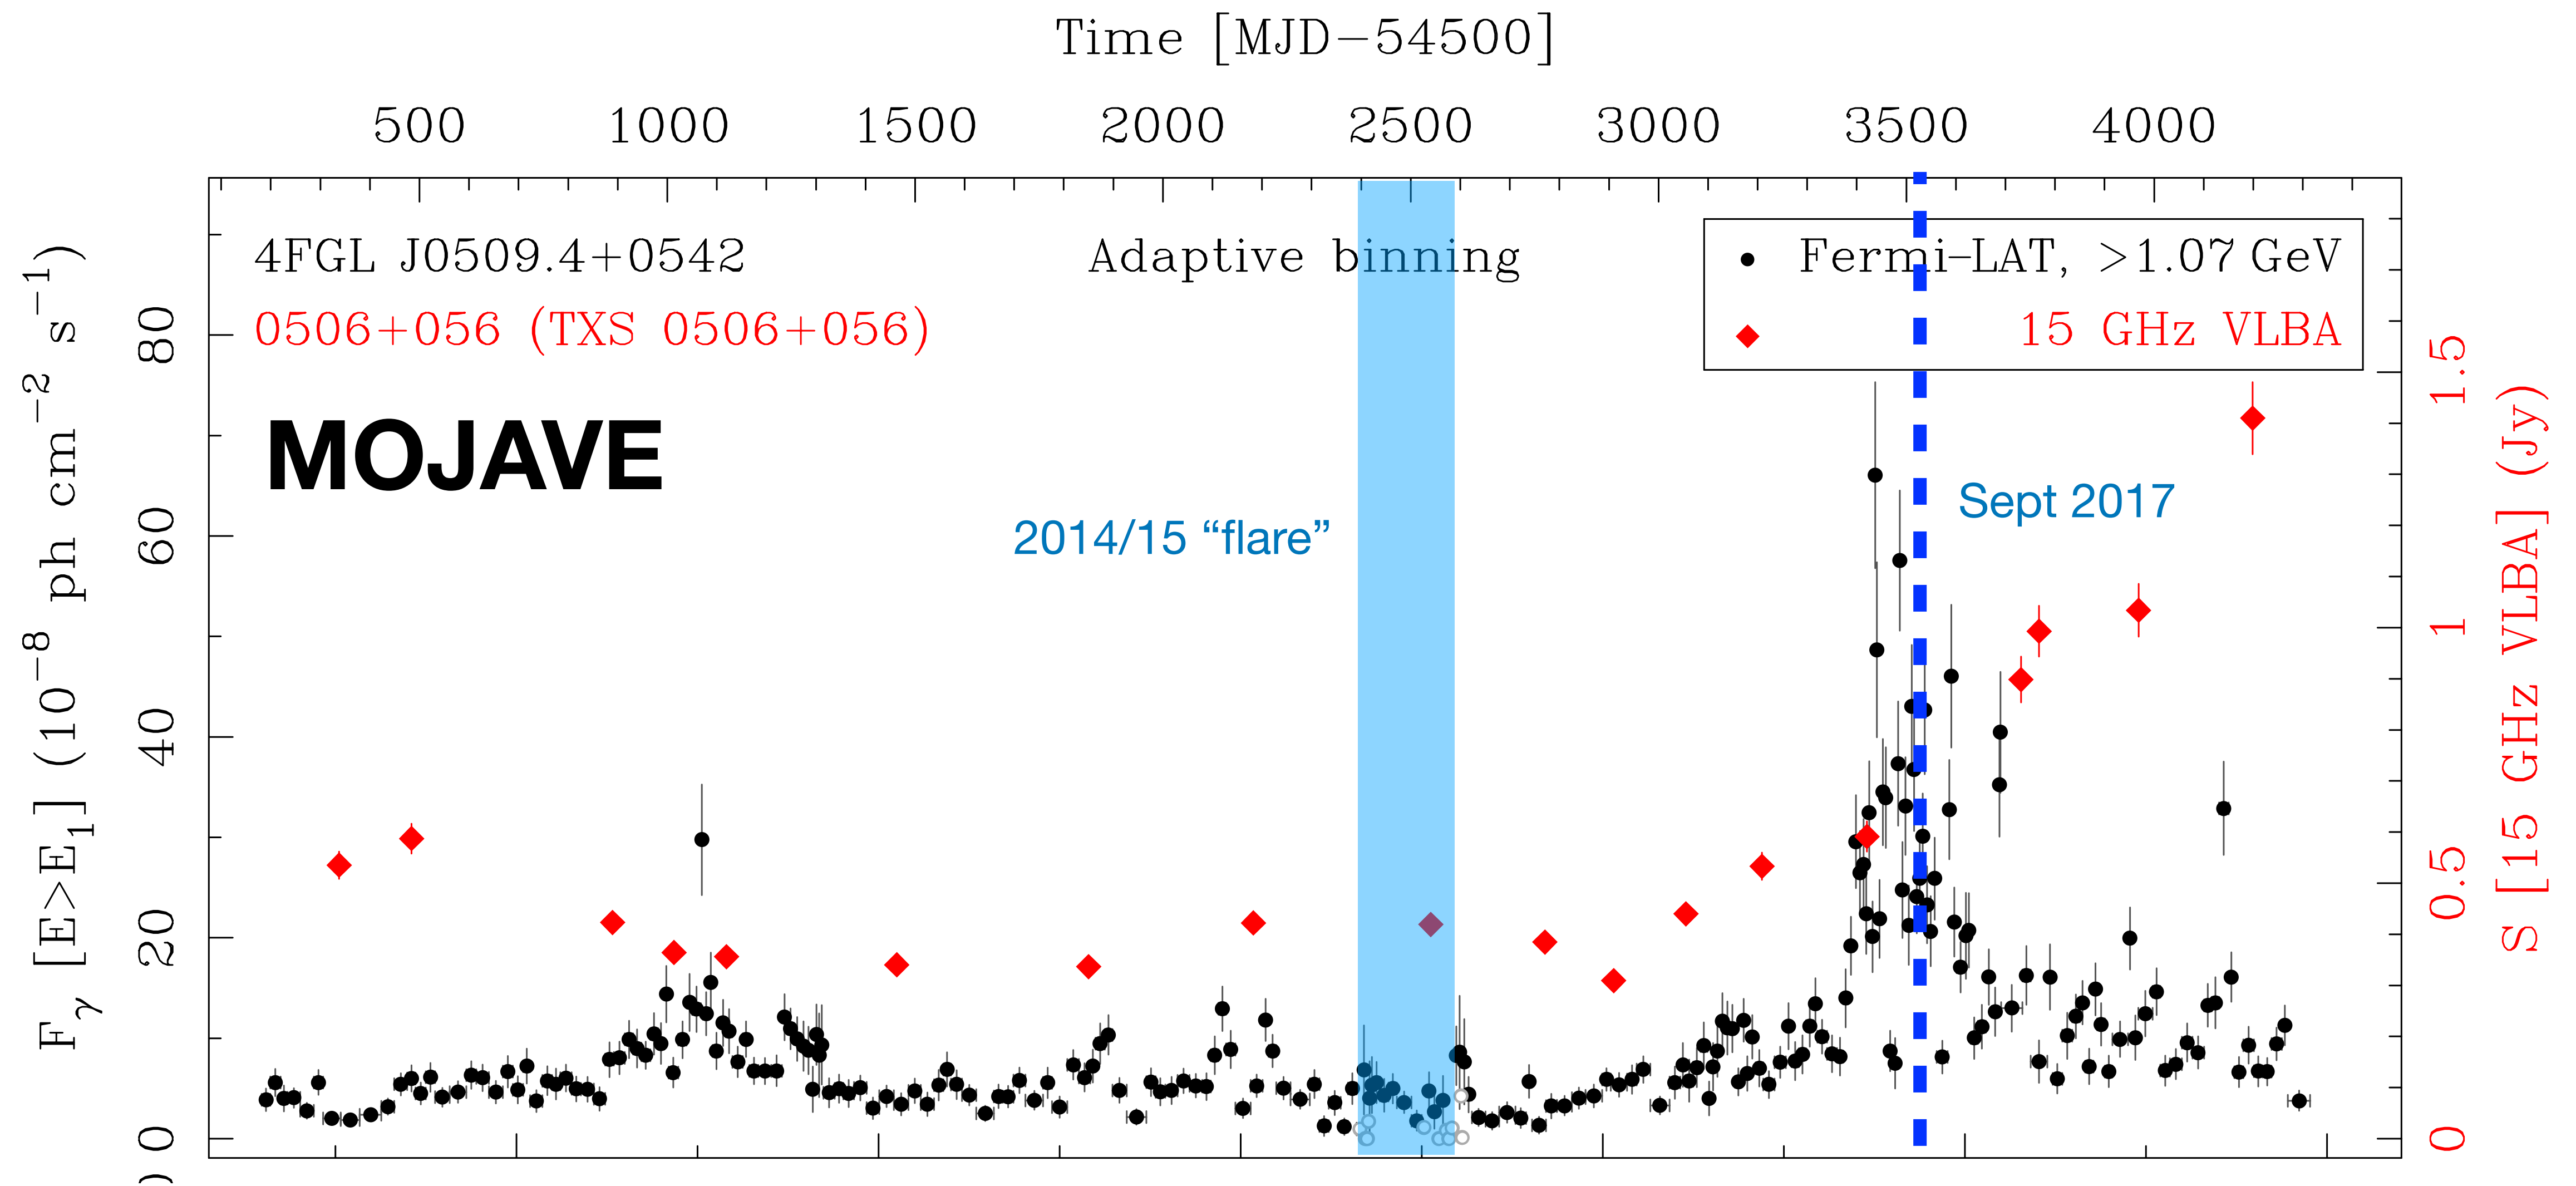 Time [MJD−54500]
500 1000 1500 2000 2500 3000 3500 4000
4FGL J0509.4+0542
Adaptive binning
Fermi−LAT, >1.07 GeV
0506+056 (TXS 0506+056)
15 GHz VLBA
MOJAVE
2014/15 “flare”
Sept 2017
Fγ [E>E1] (10−8 ph cm−2 s−1)
0 20 40 60 80
S [15 GHz VLBA] (Jy)
0 0.5 1 1.5